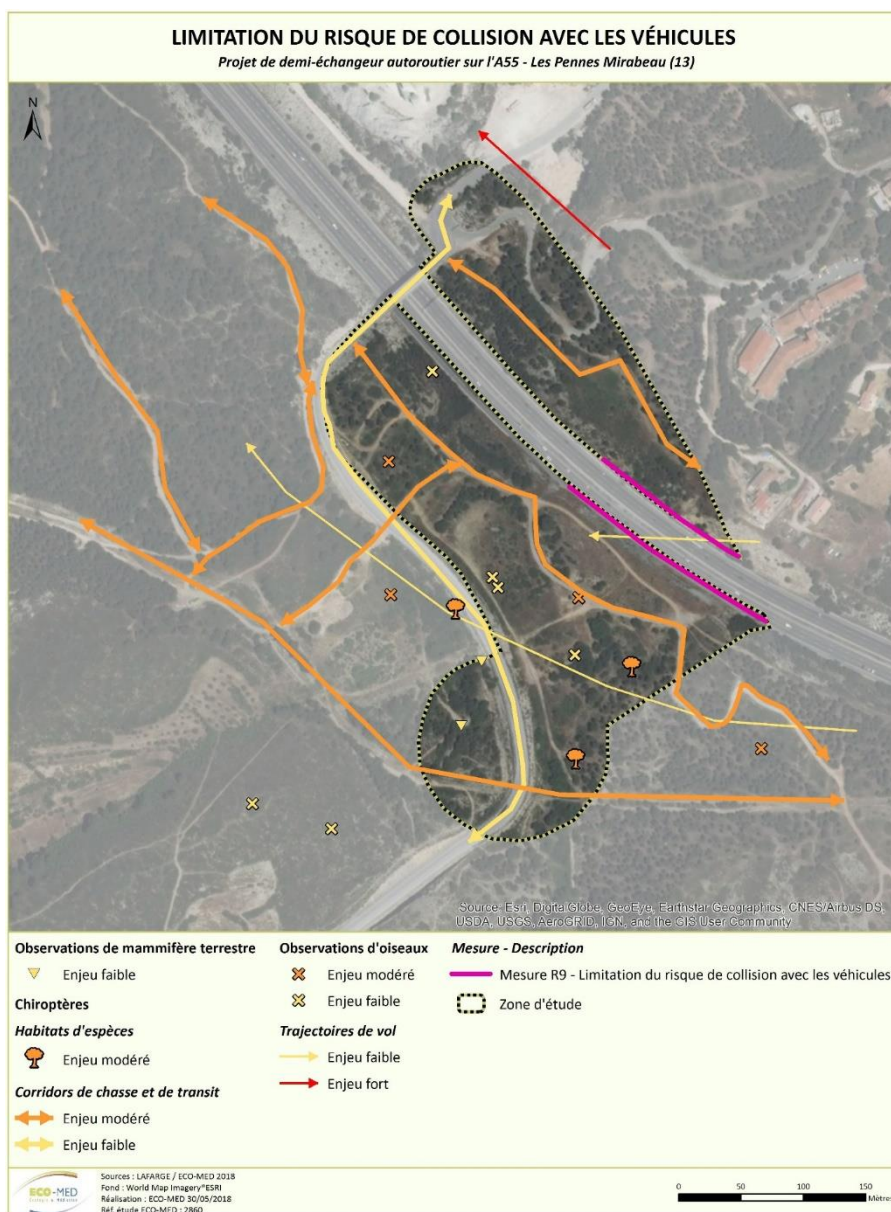 LIMITATION DU RISQUE DE COLLISION AVEC LES VÉHICULES
Projet de demi-échangeur autoroutier sur l'A55 - Les Pennes Mirabeau (13)
N
Source: Esri, DigitalGlobe, GeoEye, Earthstar Geographics, CNES/Airbus DS,
USDA, USGS, AeroGRID, IGN, and the GIS User Community
Observations de mammifère terrestre
Enjeu faible
Chiroptères
Habitats d'espèces
Enjeu modéré
Corridors de chasse et de transit
Enjeu modéré
Enjeu faible
Observations d'oiseaux
Enjeu modéré
Enjeu faible
Trajectoires de vol
Enjeu faible
Enjeu fort
Mesure - Description
Mesure R9 - Limitation du risque de collision avec les véhicules
Zone d'étude
ECO-MED
Sources : LAFARGE / ECO-MED 2018
Fond : World Map Imagery®ESRI
Réalisation : ECO-MED 30/05/2018
Réf. étude ECO-MED : 2860
0 50 100 150
Mètres